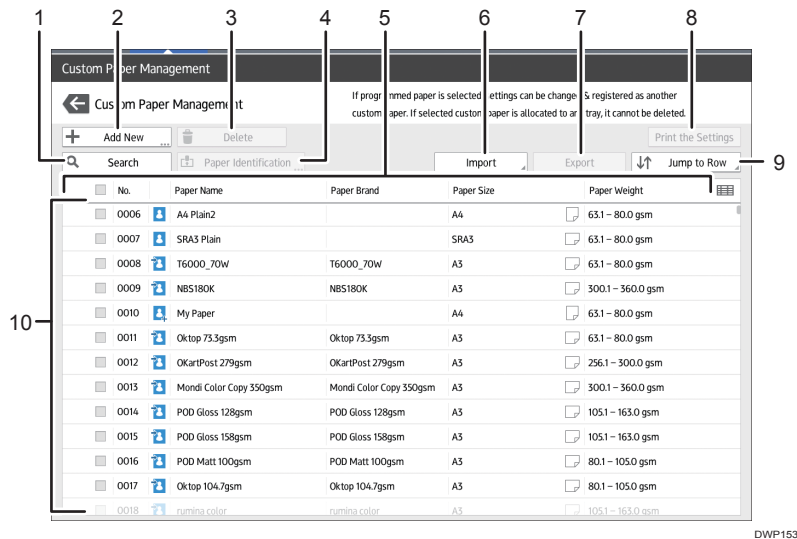 1 2 3 4 5 6 7 8
Custom Paper Management
Custom Paper Management
If programmed paper is selected, settings can be changed & registered as another
custom paper. If selected custom paper is allocated to any tray, it cannot be deleted.
Add New ... Delete Print the Settings
Search Paper Identification ... Import Export Jump to Row 9
No. Paper Name Paper Brand Paper Size Paper Weight
0006 A4 Plain2 A4 63.1 – 80.0 gsm
0007 SRA3 Plain SRA3 63.1 – 80.0 gsm
0008 T6000_70W T6000_70W A3 63.1 – 80.0 gsm
0009 NBS180K NBS180K A3 300.1 – 360.0 gsm
10 0010 My Paper A4 63.1 – 80.0 gsm
0011 Oktop 73.3gsm Oktop 73.3gsm A3 63.1 – 80.0 gsm
0012 OKartPost 279gsm OKartPost 279gsm A3 256.1 – 300.0 gsm
0013 Mondi Color Copy 350gsm Mondi Color Copy 350gsm A3 300.1 – 360.0 gsm
0014 POD Gloss 128gsm POD Gloss 128gsm A3 105.1 – 163.0 gsm
0015 POD Gloss 158gsm POD Gloss 158gsm A3 105.1 – 163.0 gsm
0016 POD Matt 100gsm POD Matt 100gsm A3 80.1 – 105.0 gsm
0017 Oktop 104.7gsm Oktop 104.7gsm A3 80.1 – 105.0 gsm
0018 rumina color rumina color A3 105.1 – 163.0 gsm
DWP153